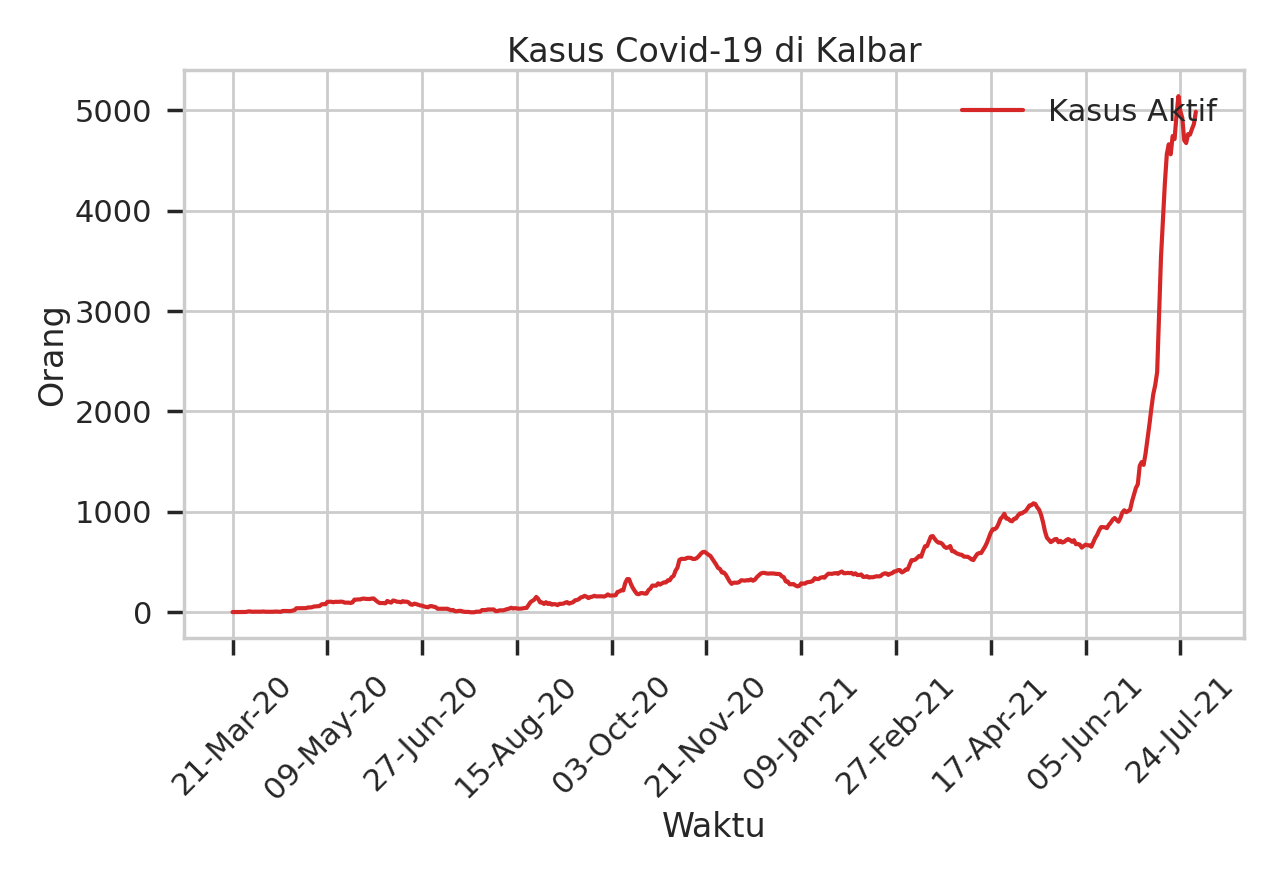 Kasus Covid-19 di Kalbar
Kasus Aktif
5000
4000
3000
2000
1000
0
Orang
21-Mar-20
09-May-20
27-Jun-20
15-Aug-20
03-Oct-20
21-Nov-20
09-Jan-21
27-Feb-21
17-Apr-21
05-Jun-21
24-Jul-21
Waktu